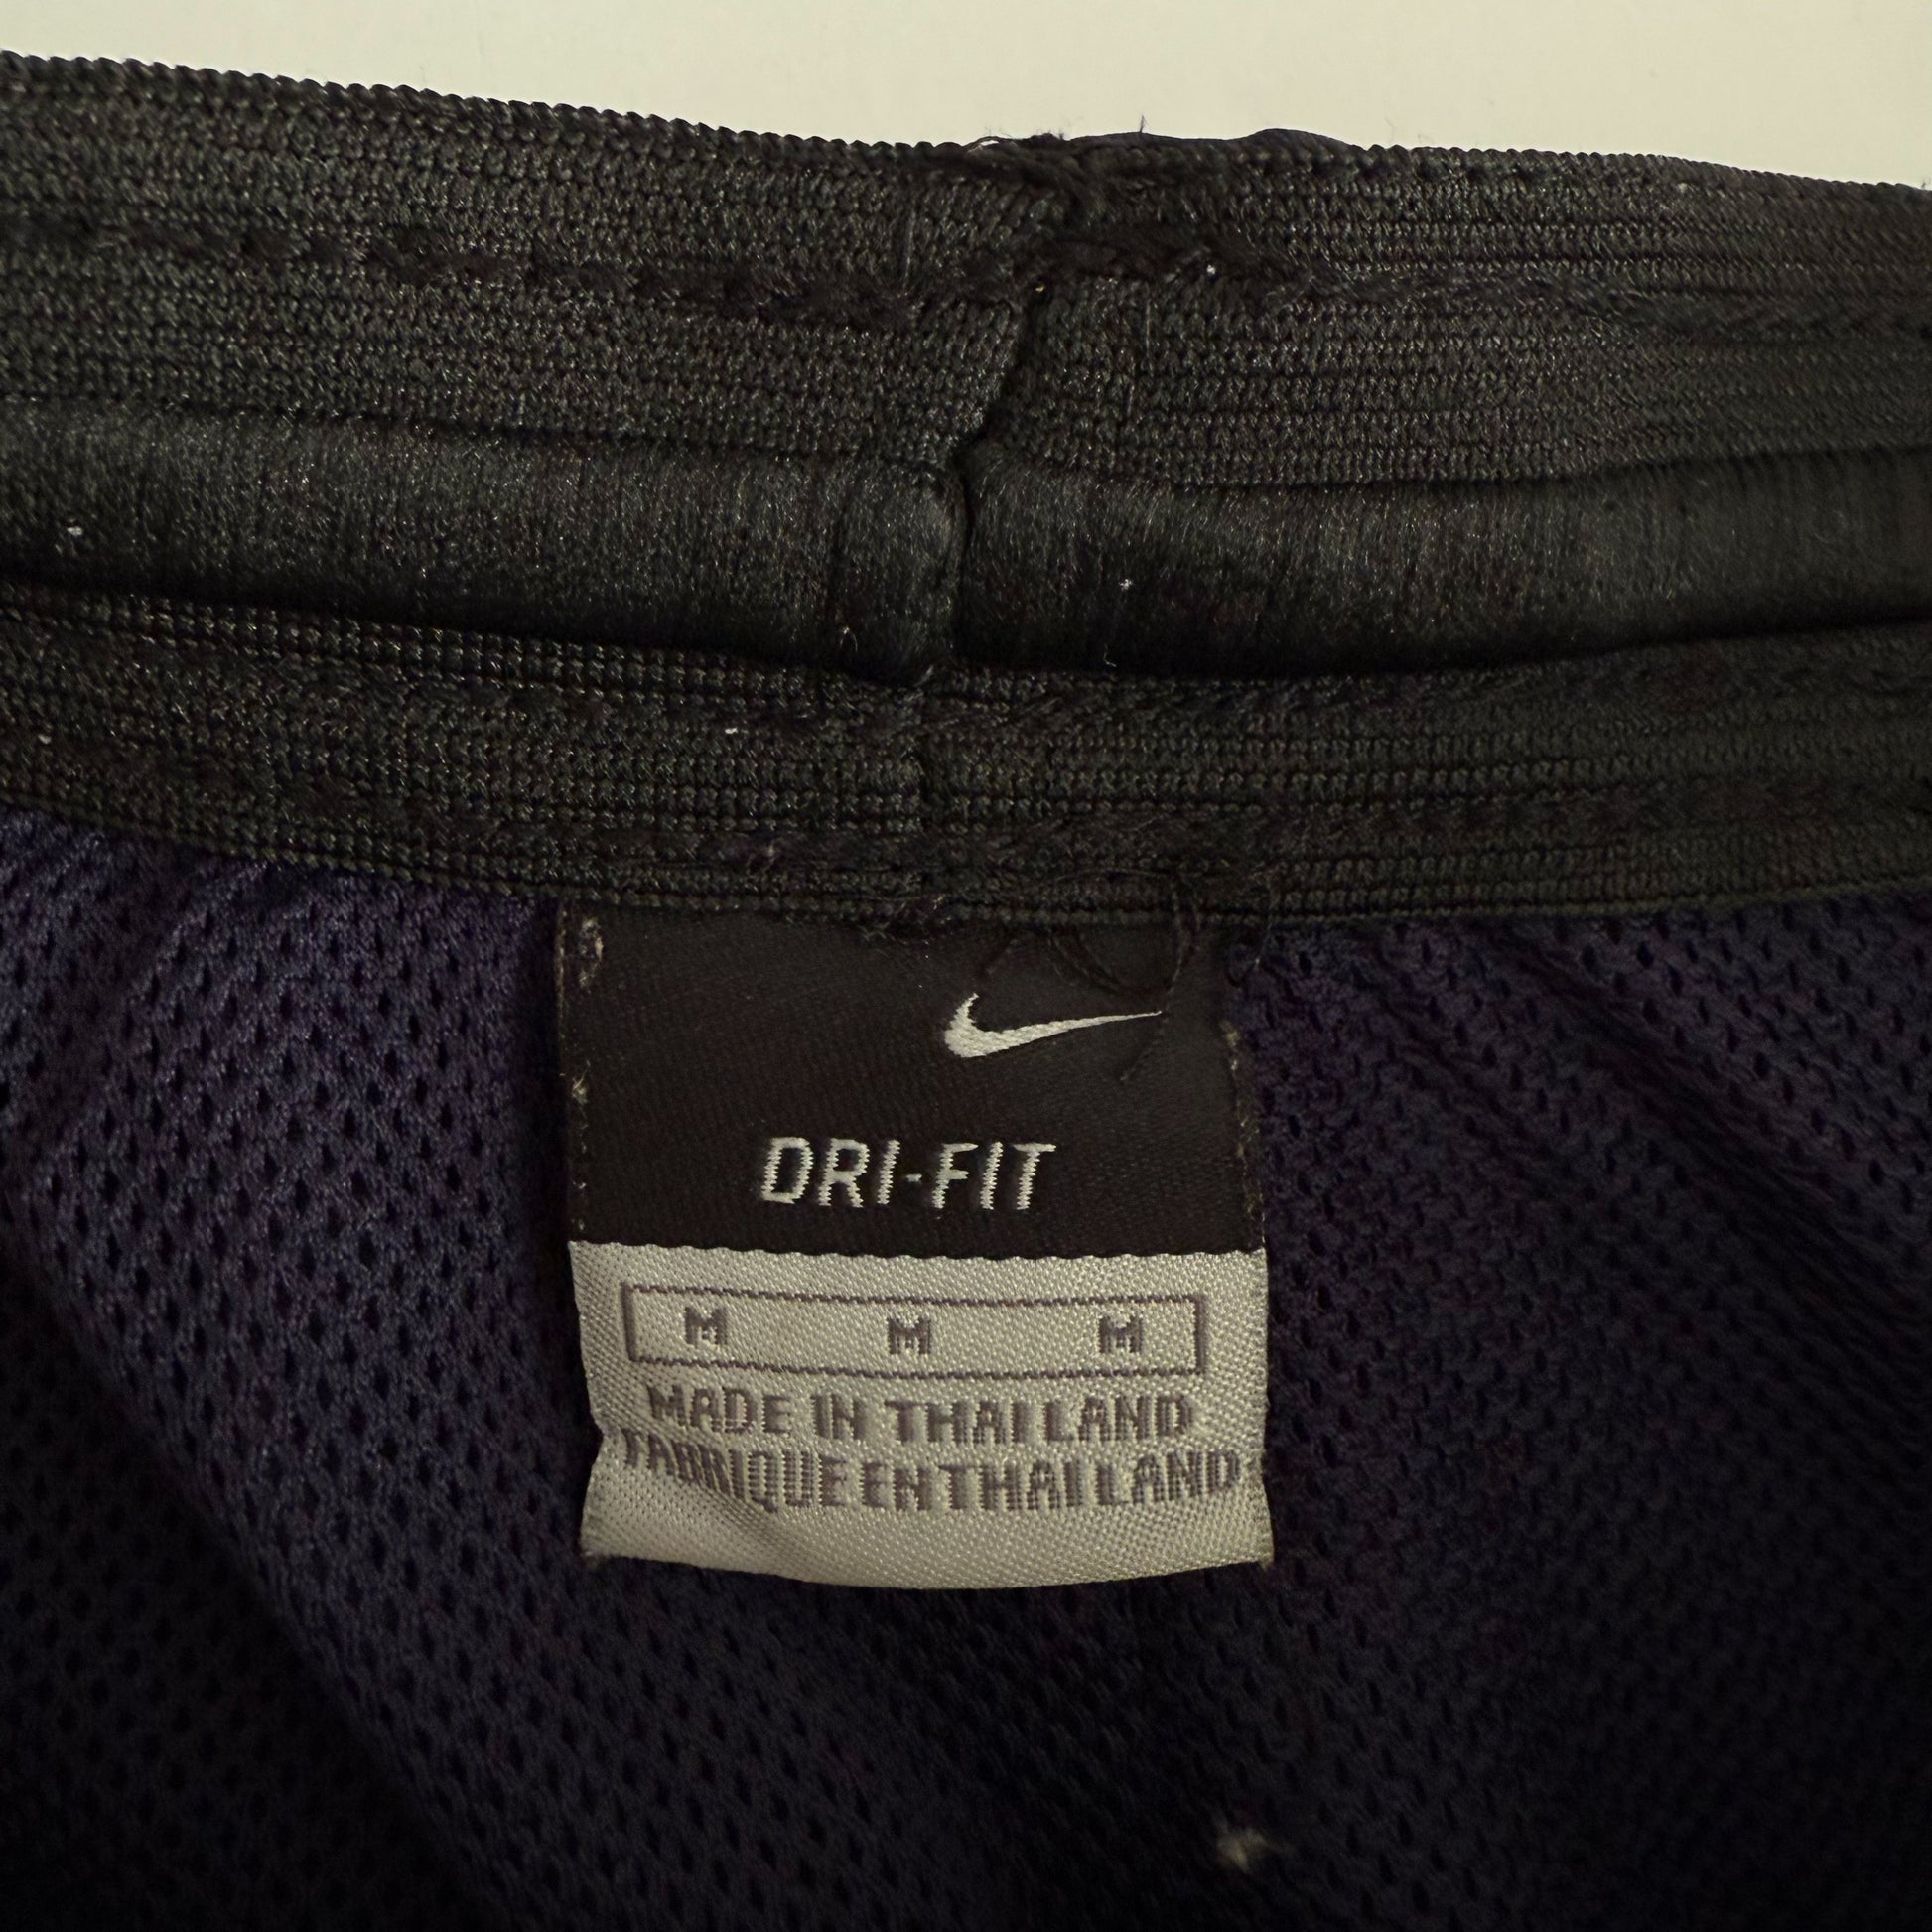 DRI-FIT
M M M
MADE IN THAILAND
FABRIQUE EN THAILAND